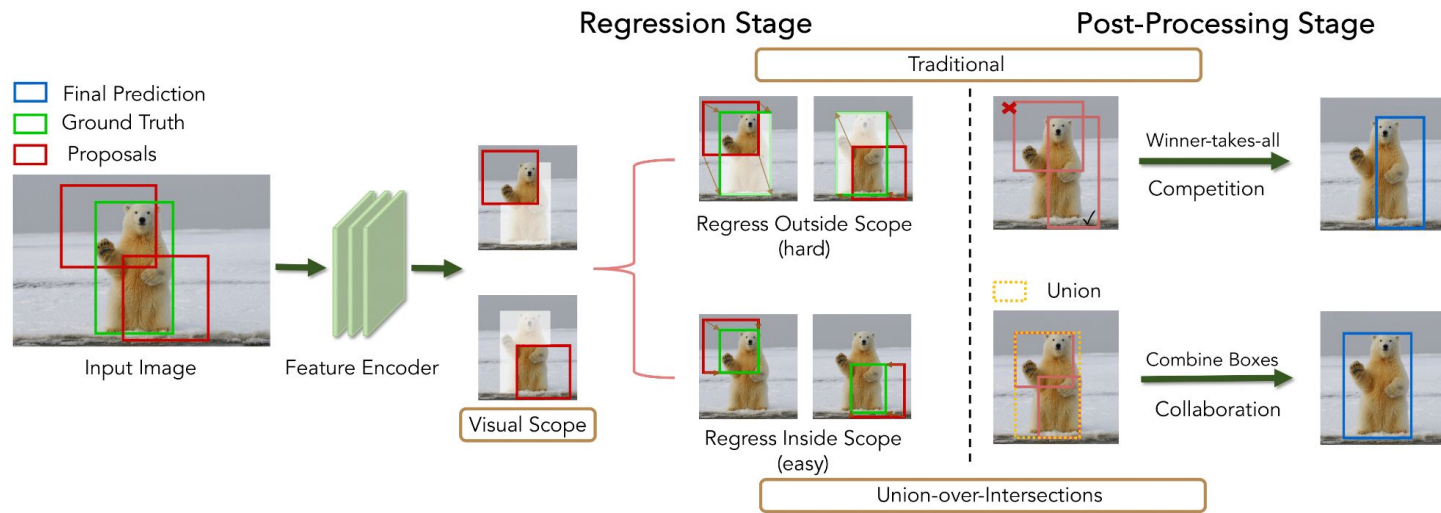 Regression Stage
Post-Processing Stage
Traditional
Final Prediction
Ground Truth
Proposals
Input Image
Feature Encoder
Visual Scope
Regress Outside Scope
(hard)
Winner-takes-all
Competition
Regress Inside Scope
(easy)
Union
Combine Boxes
Collaboration
Union-over-Intersections